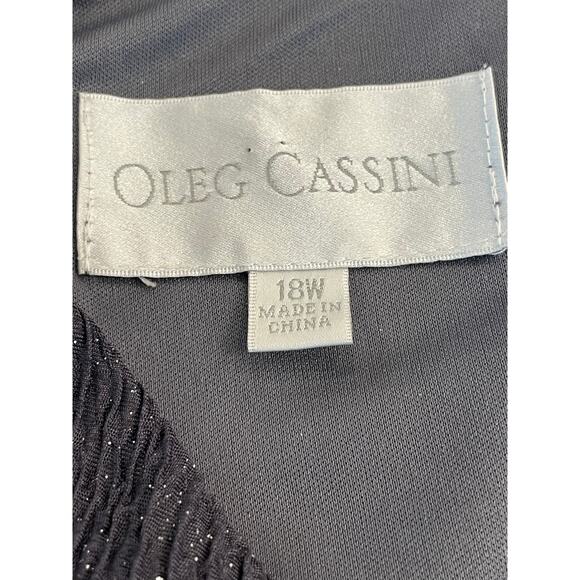 OLEG CASSINI
18W
MADE IN
CHINA